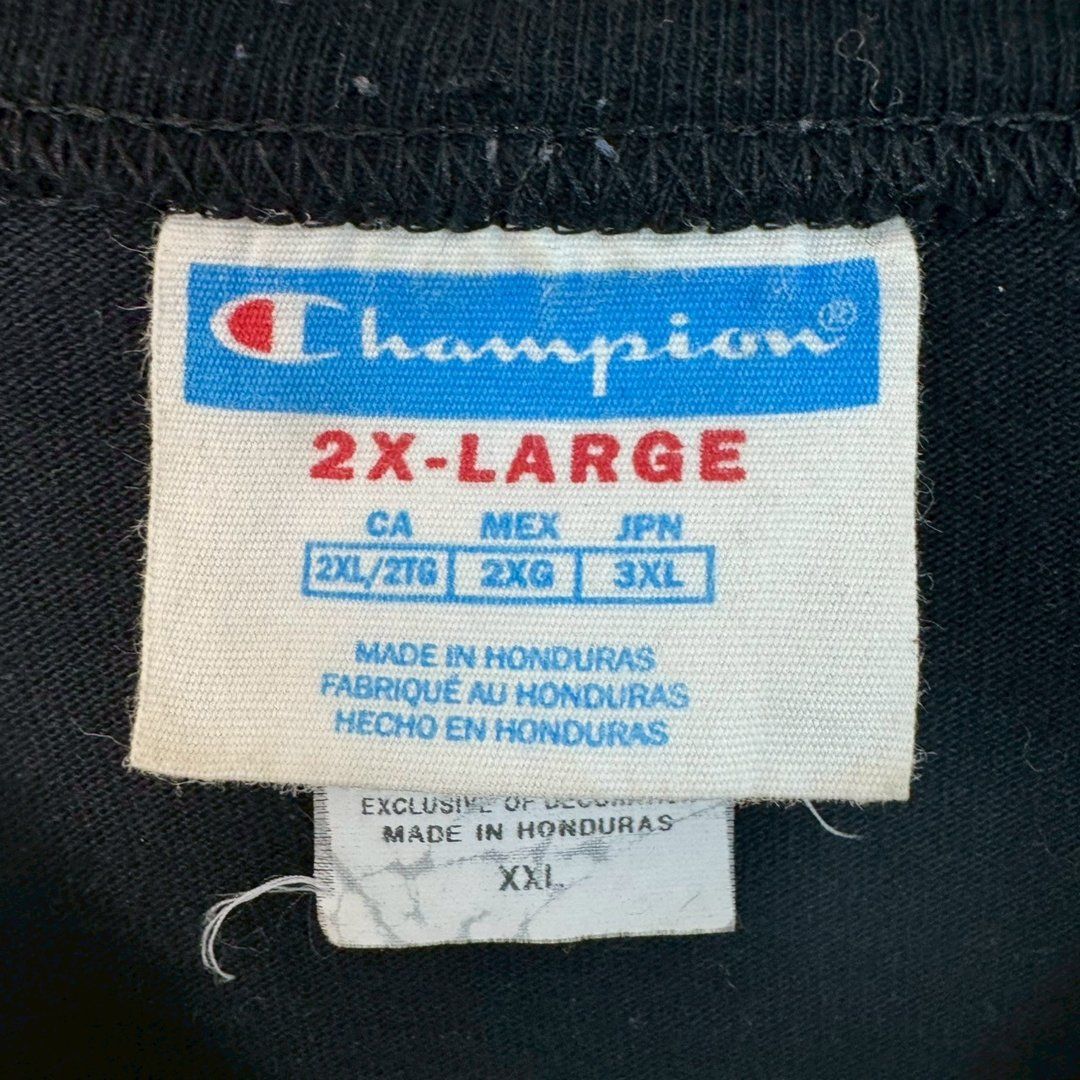 Champion®
2X-LARGE
CA MEX JPN
2XL/2TG 2XG 3XL
MADE IN HONDURAS
FABRIQUÉ AU HONDURAS
HECHO EN HONDURAS
EXCLUSIVE OF
MADE IN HONDURAS
XXL